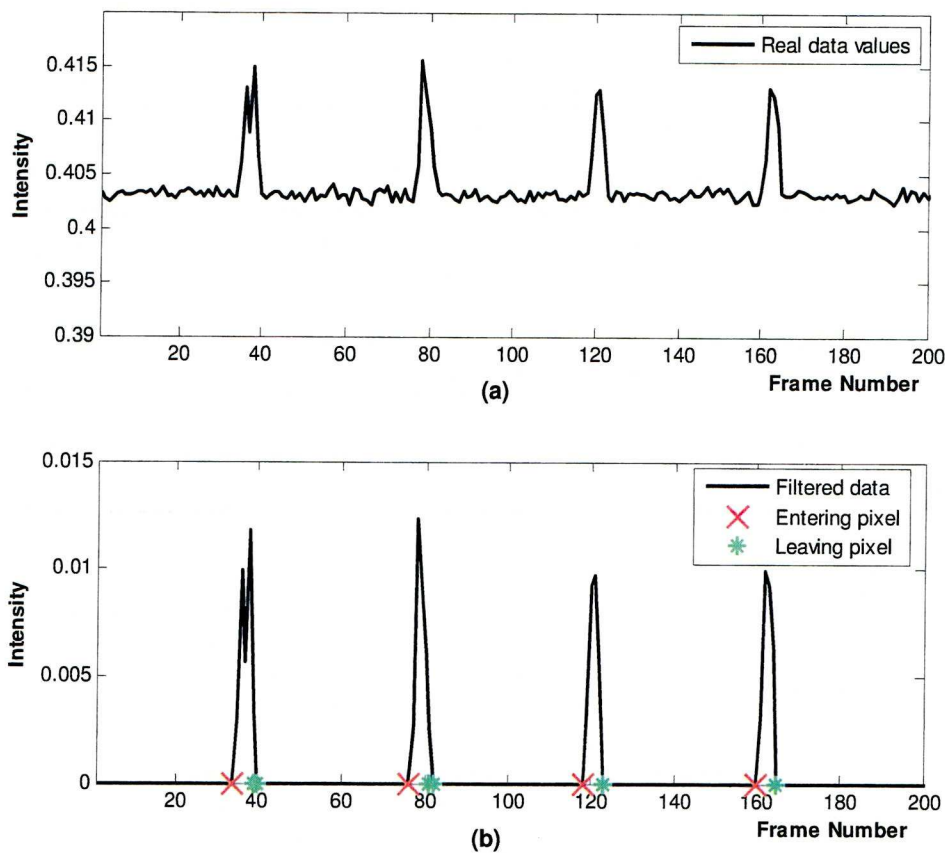 Real data values
0.415
0.41
0.405
0.4
0.395
0.39
Intensity
20 40 60 80 100 120 140 160 180 200
Frame Number
(a)
0.015
0.01
0.005
0
Intensity
Filtered data
Entering pixel
Leaving pixel
20 40 60 80 100 120 140 160 180 200
Frame Number
(b)